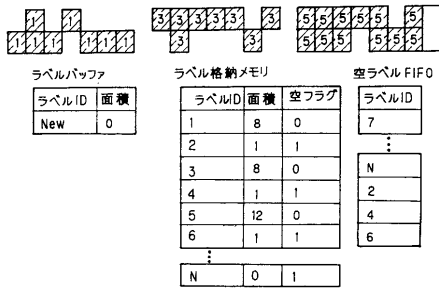 1 1 3 3 3 3 3 5 5 5 5 5
1 1 1 1 1 1 3 3 5 5 5 5 5 5
ラベルバッファ ラベル格納メモリ 空ラベルFIFO
ラベルID 面積
New 0
ラベルID 面積 空フラグ
1 8 0
2 1 1
3 8 0
4 1 1
5 12 0
6 1 1
N 0 1
ラベルID
7
N
2
4
6